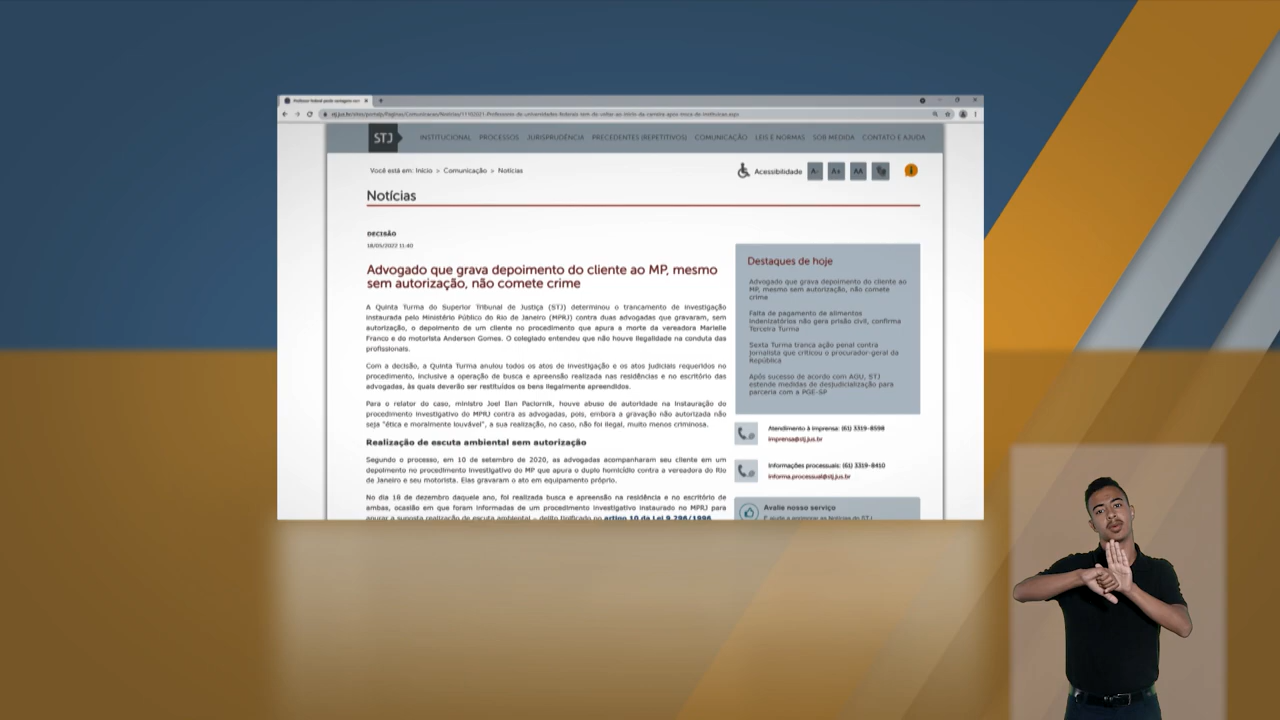 STJ
INSTITUCIONAL PROCESSOS JURISPRUDÊNCIA PRECEDENTES (REPETITIVOS) COMUNICAÇÃO LEIS E NORMAS SOB MEDIDA CONTATO E AJUDA
Você está em: Início > Comunicação > Notícias
Acessibilidade
Notícias
DECISÃO
18/05/2022 11:40
Advogado que grava depoimento do cliente ao MP, mesmo
sem autorização, não comete crime
A Quinta Turma do Superior Tribunal de Justiça (STJ) determinou o trancamento de investigação
instaurada pelo Ministério Público do Rio de Janeiro (MPRJ) contra duas advogadas que gravaram, sem
autorização, o depoimento de um cliente no procedimento que apura a morte da vereadora Marielle
Franco e do motorista Anderson Gomes. O colegiado entendeu que não houve ilegalidade na conduta das
profissionais.
Com a decisão, a Quinta Turma anulou todos os atos de investigação e os atos judiciais requeridos no
procedimento, inclusive a operação de busca e apreensão realizada nas residências e no escritório das
advogadas, às quais deverão ser restituídos os bens ilegalmente apreendidos.
Para o relator do caso, ministro Joel Ilan Paciornik, houve abuso de autoridade na instauração do
procedimento investigativo do MPRJ contra as advogadas, pois, embora a gravação não autorizada não
seja "ética e moralmente louvável", a sua realização, no caso, não foi ilegal, muito menos criminosa.
Realização de escuta ambiental sem autorização
Segundo o processo, em 10 de setembro de 2020, as advogadas acompanharam seu cliente em um
depoimento no procedimento investigativo do MP que apura o duplo homicídio contra a vereadora do Rio
de Janeiro e seu motorista. Elas gravaram o ato em equipamento próprio.
No dia 18 de dezembro daquele ano, foi realizada busca e apreensão na residência e no escritório de
ambas, ocasião em que foram informadas de um procedimento investigativo instaurado no MPRJ para
apurar a suposta realização de escuta ambiental – delito tipificado no artigo 10 da Lei 9.296/1996
Destaques de hoje
Advogado que grava depoimento do cliente ao
MP, mesmo sem autorização, não comete
crime
Falta de pagamento de alimentos
indenizatórios não gera prisão civil, confirma
Terceira Turma
Sexta Turma tranca ação penal contra
jornalista que criticou o procurador-geral da
República
Após sucesso de acordo com AGU, STJ
estende medidas de desjudicialização para
parceria com a PGE-SP
Atendimento à imprensa: (61) 3319-8598
imprensa@stj.jus.br
Informações processuais: (61) 3319-8410
informa.processual@stj.jus.br
Avalie nosso serviço